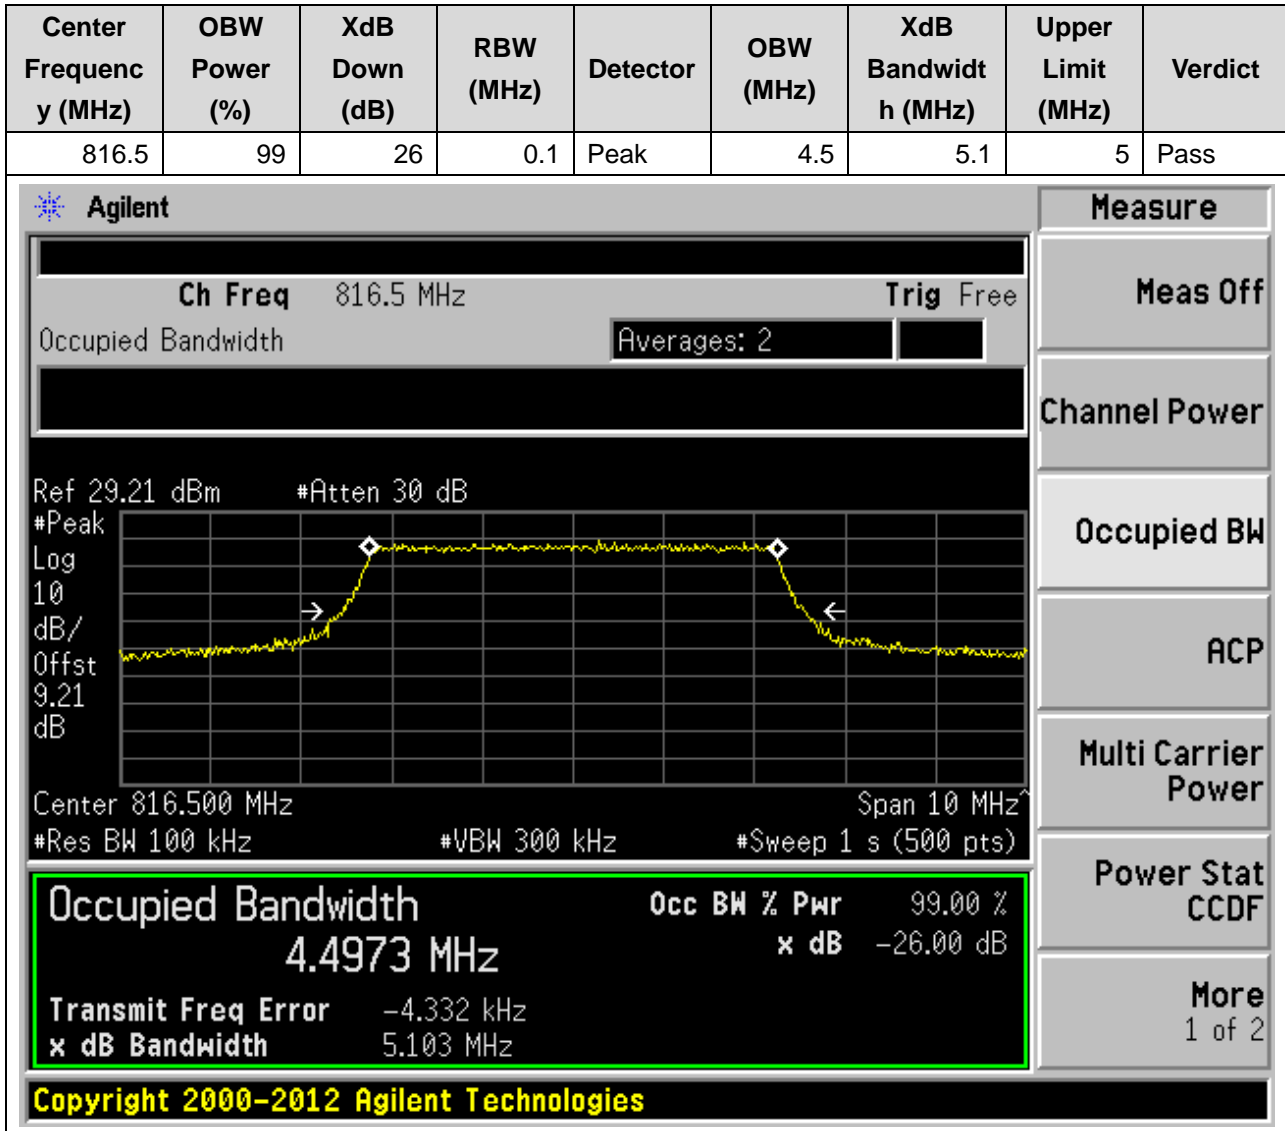 Center Frequency (MHz) OBW Power (%) XdB Down (dB) RBW (MHz) Detector OBW (MHz) XdB Bandwidth (MHz) Upper Limit (MHz) Verdict
816.5 99 26 0.1 Peak 4.5 5.1 5 Pass
Agilent
Ch Freq 816.5 MHz Trig Free
Occupied Bandwidth Averages: 2
Ref 29.21 dBm #Atten 30 dB
#Peak
Log
10
dB/
Offst
9.21
dB
Center 816.500 MHz Span 10 MHz^
#Res BW 100 kHz #VBW 300 kHz #Sweep 1 s (500 pts)
Occupied Bandwidth Occ BW % Pwr 99.00 %
4.4973 MHz x dB -26.00 dB
Transmit Freq Error -4.332 kHz
x dB Bandwidth 5.103 MHz
Copyright 2000-2012 Agilent Technologies
Measure
Meas Off
Channel Power
Occupied BW
ACP
Multi Carrier
Power
Power Stat
CCDF
More
1 of 2